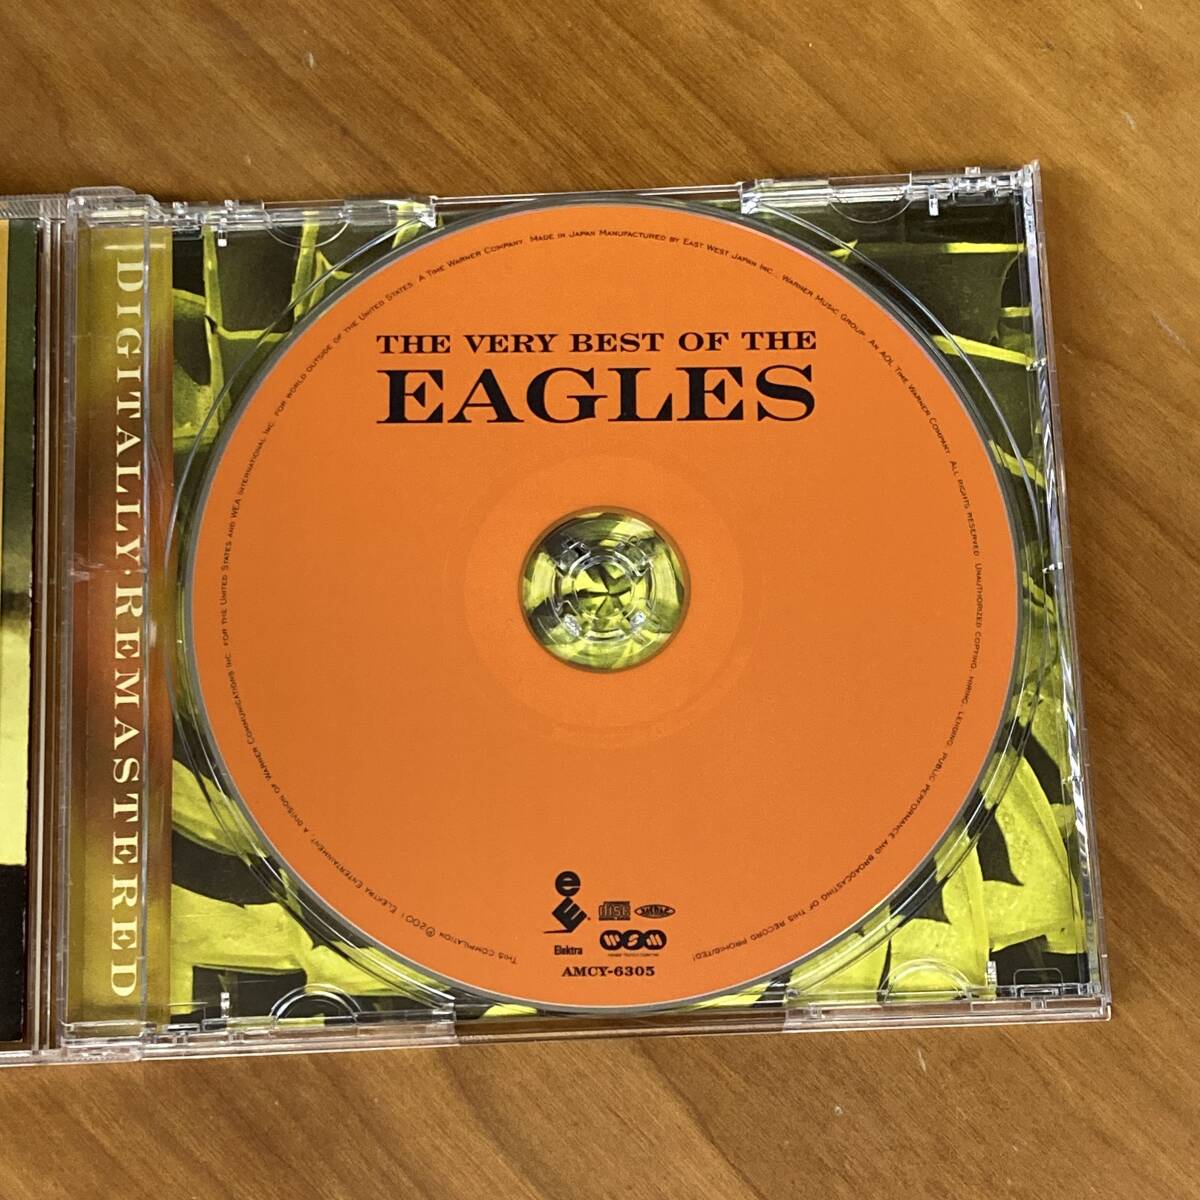 DIGITALLY·REMASTERED
THE VERY BEST OF THE
EAGLES
THIS COMPILATION ℗2001 ELEKTRA ENTERTAINMENT, A DIVISION OF WARNER COMMUNICATIONS INC. FOR THE UNITED STATES AND WEA INTERNATIONAL INC. FOR WORLD OUTSIDE OF THE UNITED STATES. A TIME WARNER COMPANY. MADE IN JAPAN MANUFACTURED BY EAST WEST JAPAN INC., WARNER MUSIC GROUP, AN AOL TIME WARNER COMPANY. ALL RIGHTS RESERVED. UNAUTHORIZED COPYING, HIRING, LENDING, PUBLIC PERFORMANCE AND BROADCASTING OF THIS RECORD PROHIBITED!
disc
JASRAC
Elektra
wsm
AMCY-6305